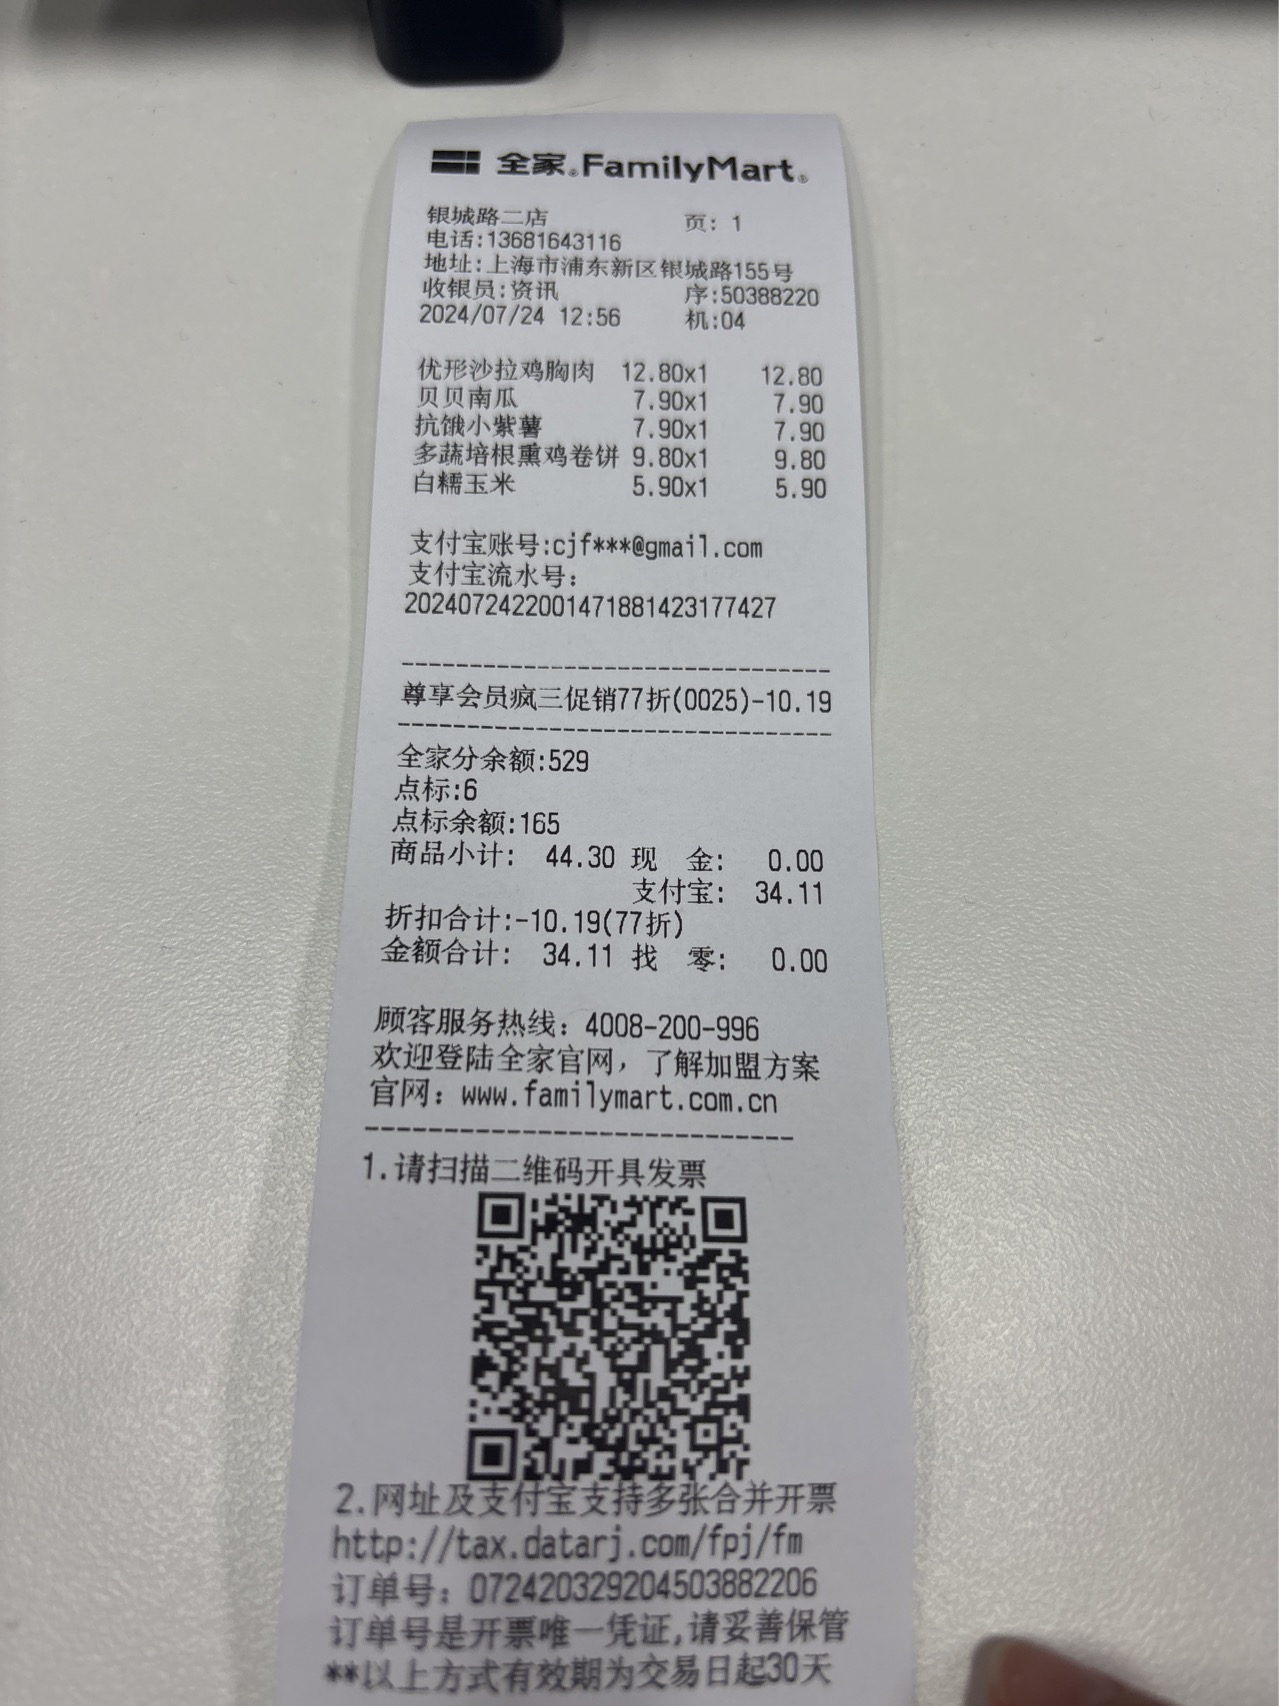 全家®FamilyMart®
银城路二店 页: 1
电话:13681643116
地址:上海市浦东新区银城路155号
收银员:资讯 序:50388220
2024/07/24 12:56 机:04
优形沙拉鸡胸肉 12.80x1 12.80
贝贝南瓜 7.90x1 7.90
抗饿小紫薯 7.90x1 7.90
多蔬培根熏鸡卷饼 9.80x1 9.80
白糯玉米 5.90x1 5.90
支付宝账号:cjf***@gmail.com
支付宝流水号:
2024072422001471881423177427
------------------------------
尊享会员疯三促销77折(0025)-10.19
------------------------------
全家分余额:529
点标:6
点标余额:165
商品小计: 44.30 现 金: 0.00
支付宝: 34.11
折扣合计:-10.19(77折)
金额合计: 34.11 找 零: 0.00
顾客服务热线: 4008-200-996
欢迎登陆全家官网, 了解加盟方案
官网: www.familymart.com.cn
------------------------------
1.请扫描二维码开具发票
2.网址及支付宝支持多张合并开票
http://tax.datarj.com/fpj/fm
订单号: 072420329204503882206
订单号是开票唯一凭证,请妥善保管
**以上方式有效期为交易日起30天